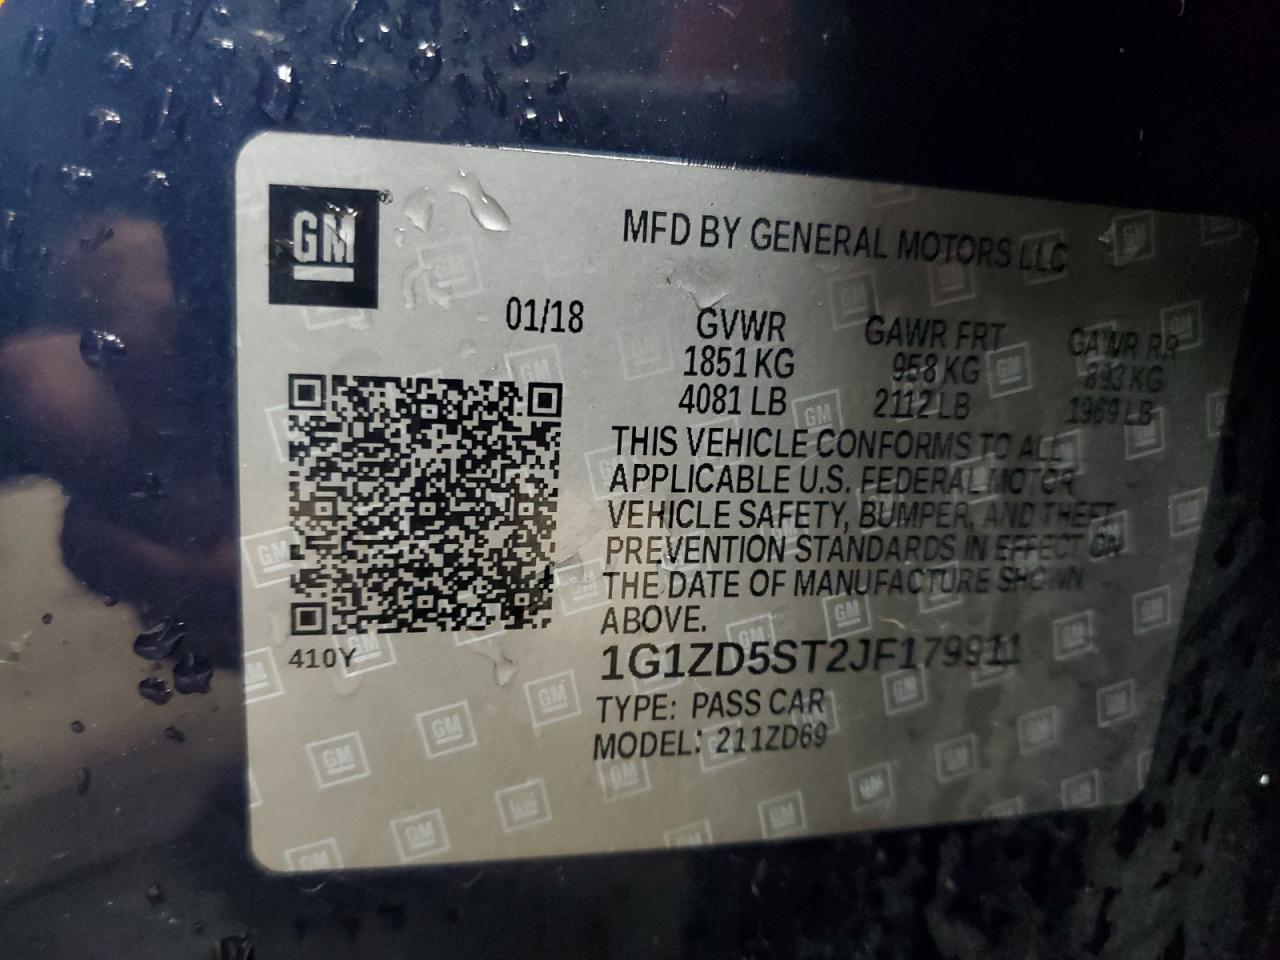 GM
MFD BY GENERAL MOTORS LLC
01/18
GVWR GAWR FRT GAWR RR
1851 KG 958 KG 893 KG
4081 LB 2112 LB 1969 LB
THIS VEHICLE CONFORMS TO ALL
APPLICABLE U.S. FEDERAL MOTOR
VEHICLE SAFETY, BUMPER, AND THEFT
PREVENTION STANDARDS IN EFFECT ON
THE DATE OF MANUFACTURE SHOWN
ABOVE.
410Y
1G1ZD5ST2JF179911
TYPE: PASS CAR
MODEL: 211ZD69